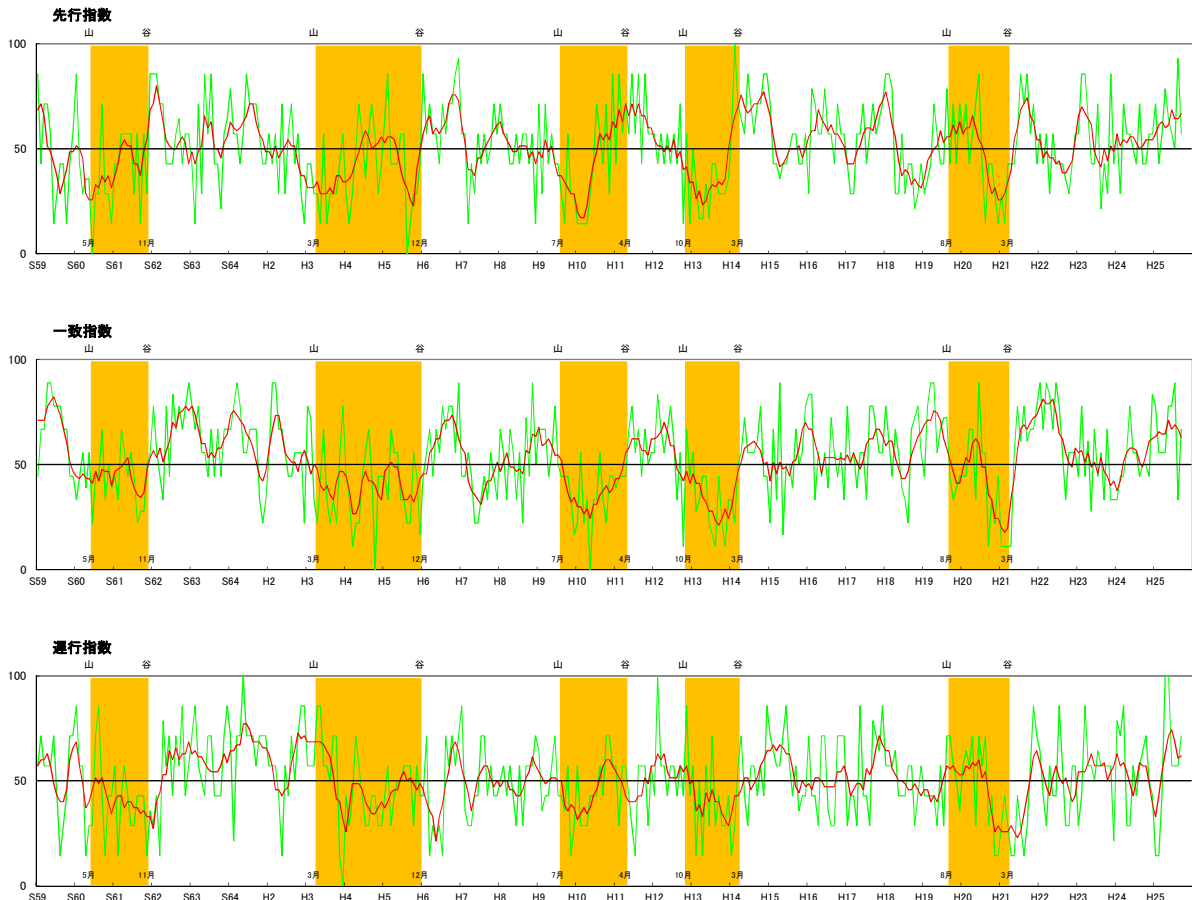 先行指数
山 谷 山 谷 山 谷 山 谷 山 谷
100
50
5月 11月 3月 12月 7月 4月 10月 3月 8月 3月
0
S59 S60 S61 S62 S63 S64 H2 H3 H4 H5 H6 H7 H8 H9 H10 H11 H12 H13 H14 H15 H16 H17 H18 H19 H20 H21 H22 H23 H24 H25
一致指数
山 谷 山 谷 山 谷 山 谷 山 谷
100
50
5月 11月 3月 12月 7月 4月 10月 3月 8月 3月
0
S59 S60 S61 S62 S63 S64 H2 H3 H4 H5 H6 H7 H8 H9 H10 H11 H12 H13 H14 H15 H16 H17 H18 H19 H20 H21 H22 H23 H24 H25
遅行指数
山 谷 山 谷 山 谷 山 谷 山 谷
100
50
5月 11月 3月 12月 7月 4月 10月 3月 8月 3月
0
S59 S60 S61 S62 S63 S64 H2 H3 H4 H5 H6 H7 H8 H9 H10 H11 H12 H13 H14 H15 H16 H17 H18 H19 H20 H21 H22 H23 H24 H25